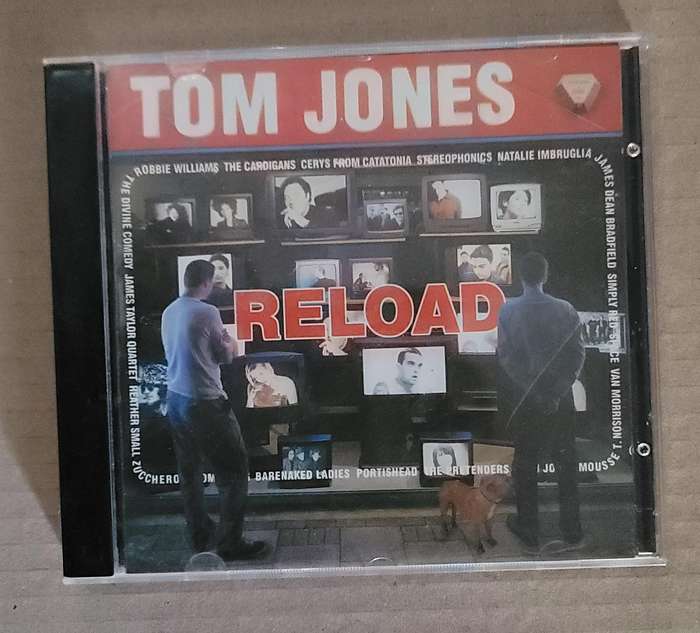 TOM JONES
ROBBIE WILLIAMS THE CARDIGANS CERYS FROM CATATONIA STEREOPHONICS NATALIE IMBRUGLIA
JAMES DEAN BRADFIELD SIMPLY RED VAN MORRISON
MOUSSE T.
THE DIVINE COMEDY JAMES TAYLOR QUARTET HEATHER SMALL ZUCCHERO
RELOAD
BARENAKED LADIES PORTISHEAD PRETENDERS